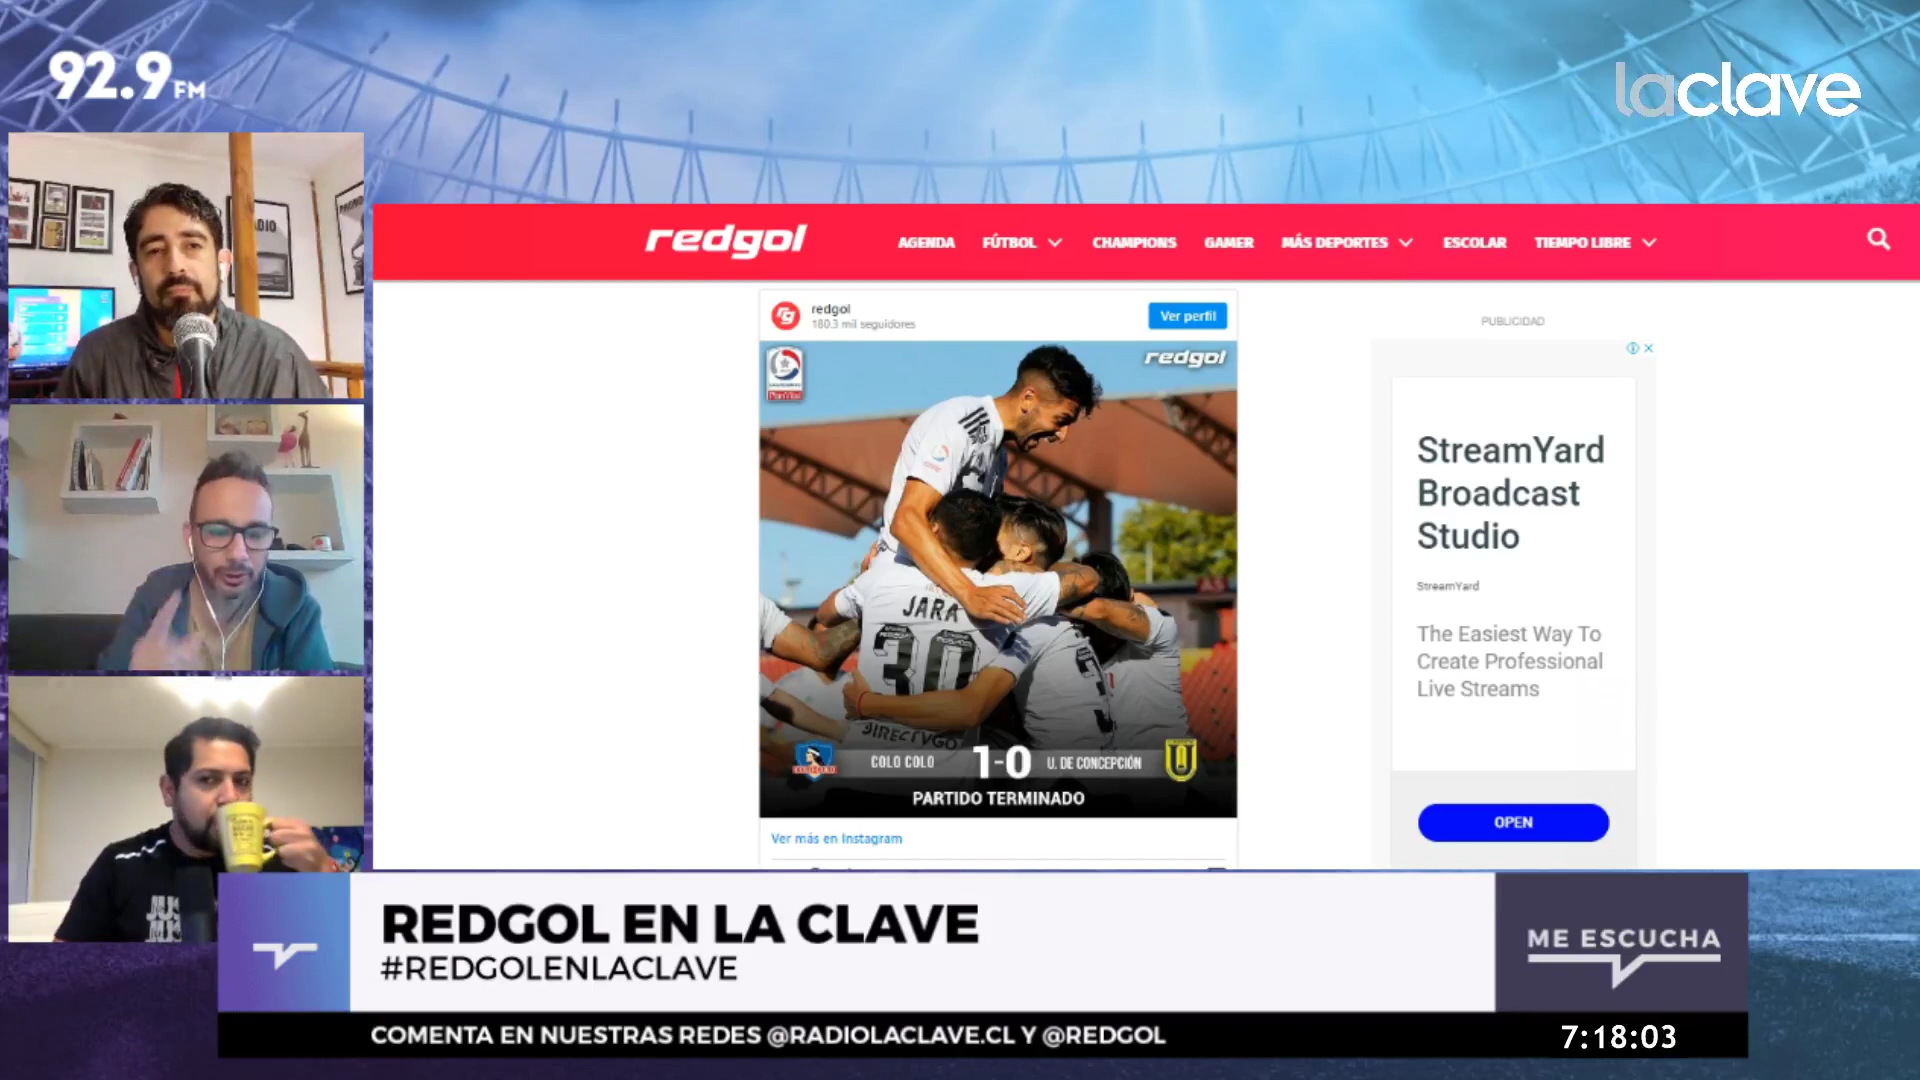 92.9 FM
laclave
redgol
AGENDA
FÚTBOL
CHAMPIONS
GAMER
MÁS DEPORTES
ESCOLAR
TIEMPO LIBRE
redgol
180.3 mil seguidores
Ver perfil
redgol
JARA
30
3
DIRECTVGO
COLO COLO
1-0
U. DE CONCEPCIÓN
PARTIDO TERMINADO
Ver más en Instagram
PUBLICIDAD
StreamYard
Broadcast
Studio
StreamYard
The Easiest Way To
Create Professional
Live Streams
OPEN
REDGOL EN LA CLAVE
#REDGOLENLACLAVE
ME ESCUCHA
COMENTA EN NUESTRAS REDES @RADIOLACLAVE.CL Y @REDGOL
7:18:03